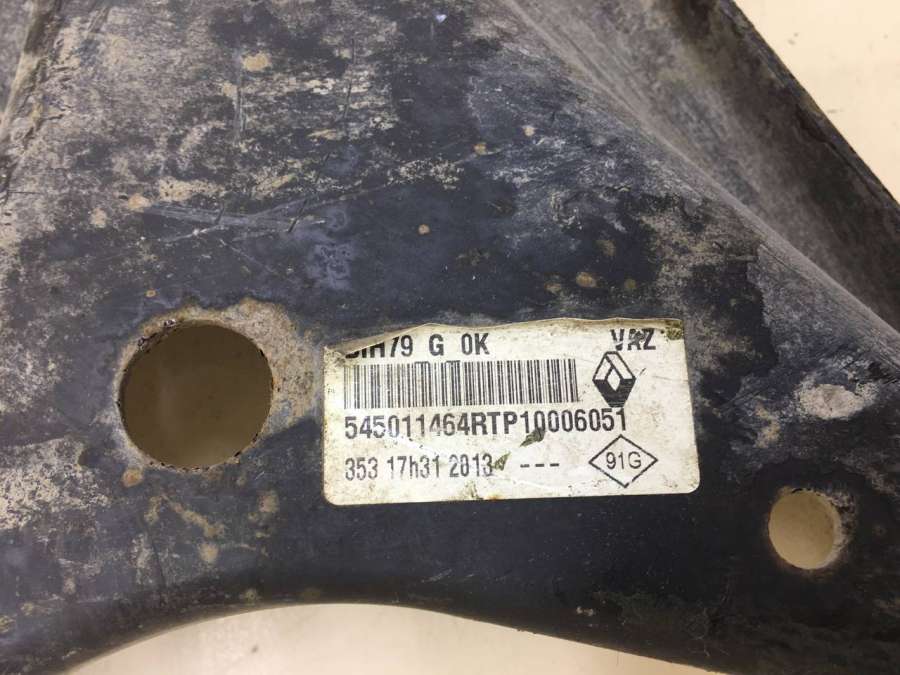 G 0K VAZ
545011464RTP10006051
353 17h31 2013 ---
91G